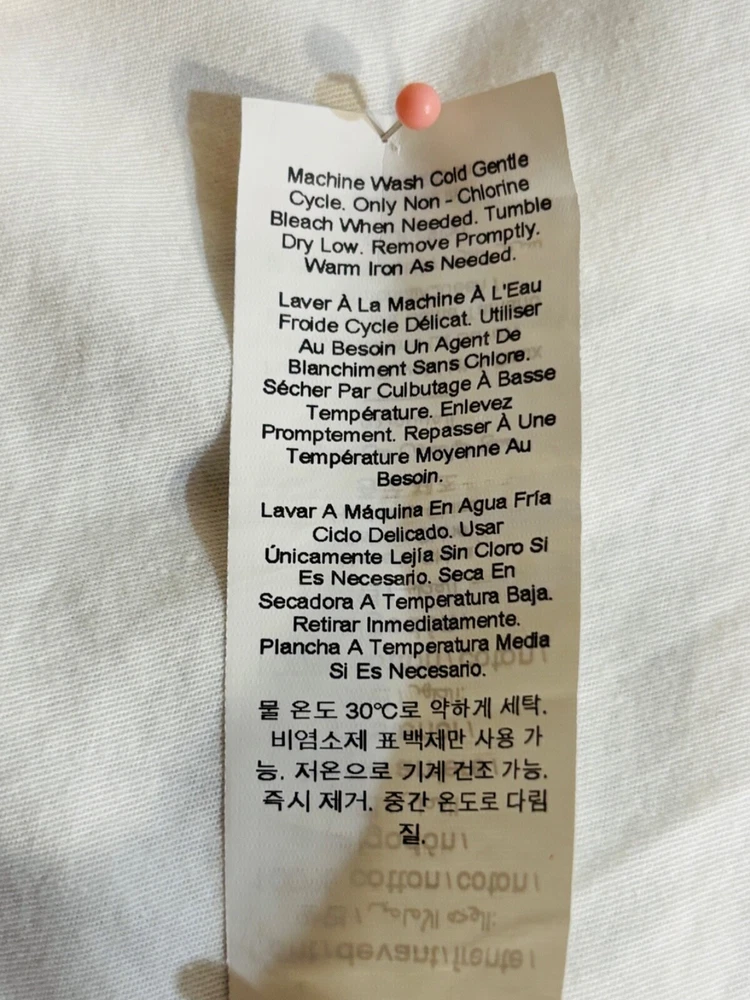 Machine Wash Cold Gentle
Cycle. Only Non - Chlorine
Bleach When Needed. Tumble
Dry Low. Remove Promptly.
Warm Iron As Needed.
Laver À La Machine À L'Eau
Froide Cycle Délicat. Utiliser
Au Besoin Un Agent De
Blanchiment Sans Chlore.
Sécher Par Culbutage À Basse
Température. Enlevez
Promptement. Repasser À Une
Température Moyenne Au
Besoin.
Lavar A Máquina En Agua Fría
Ciclo Delicado. Usar
Únicamente Lejía Sin Cloro Si
Es Necesario. Seca En
Secadora A Temperatura Baja.
Retirar Inmediatamente.
Plancha A Temperatura Media
Si Es Necesario.
물 온도 30℃로 약하게 세탁.
비염소제 표백제만 사용 가
능. 저온으로 기계 건조 가능.
즉시 제거. 중간 온도로 다림
질.